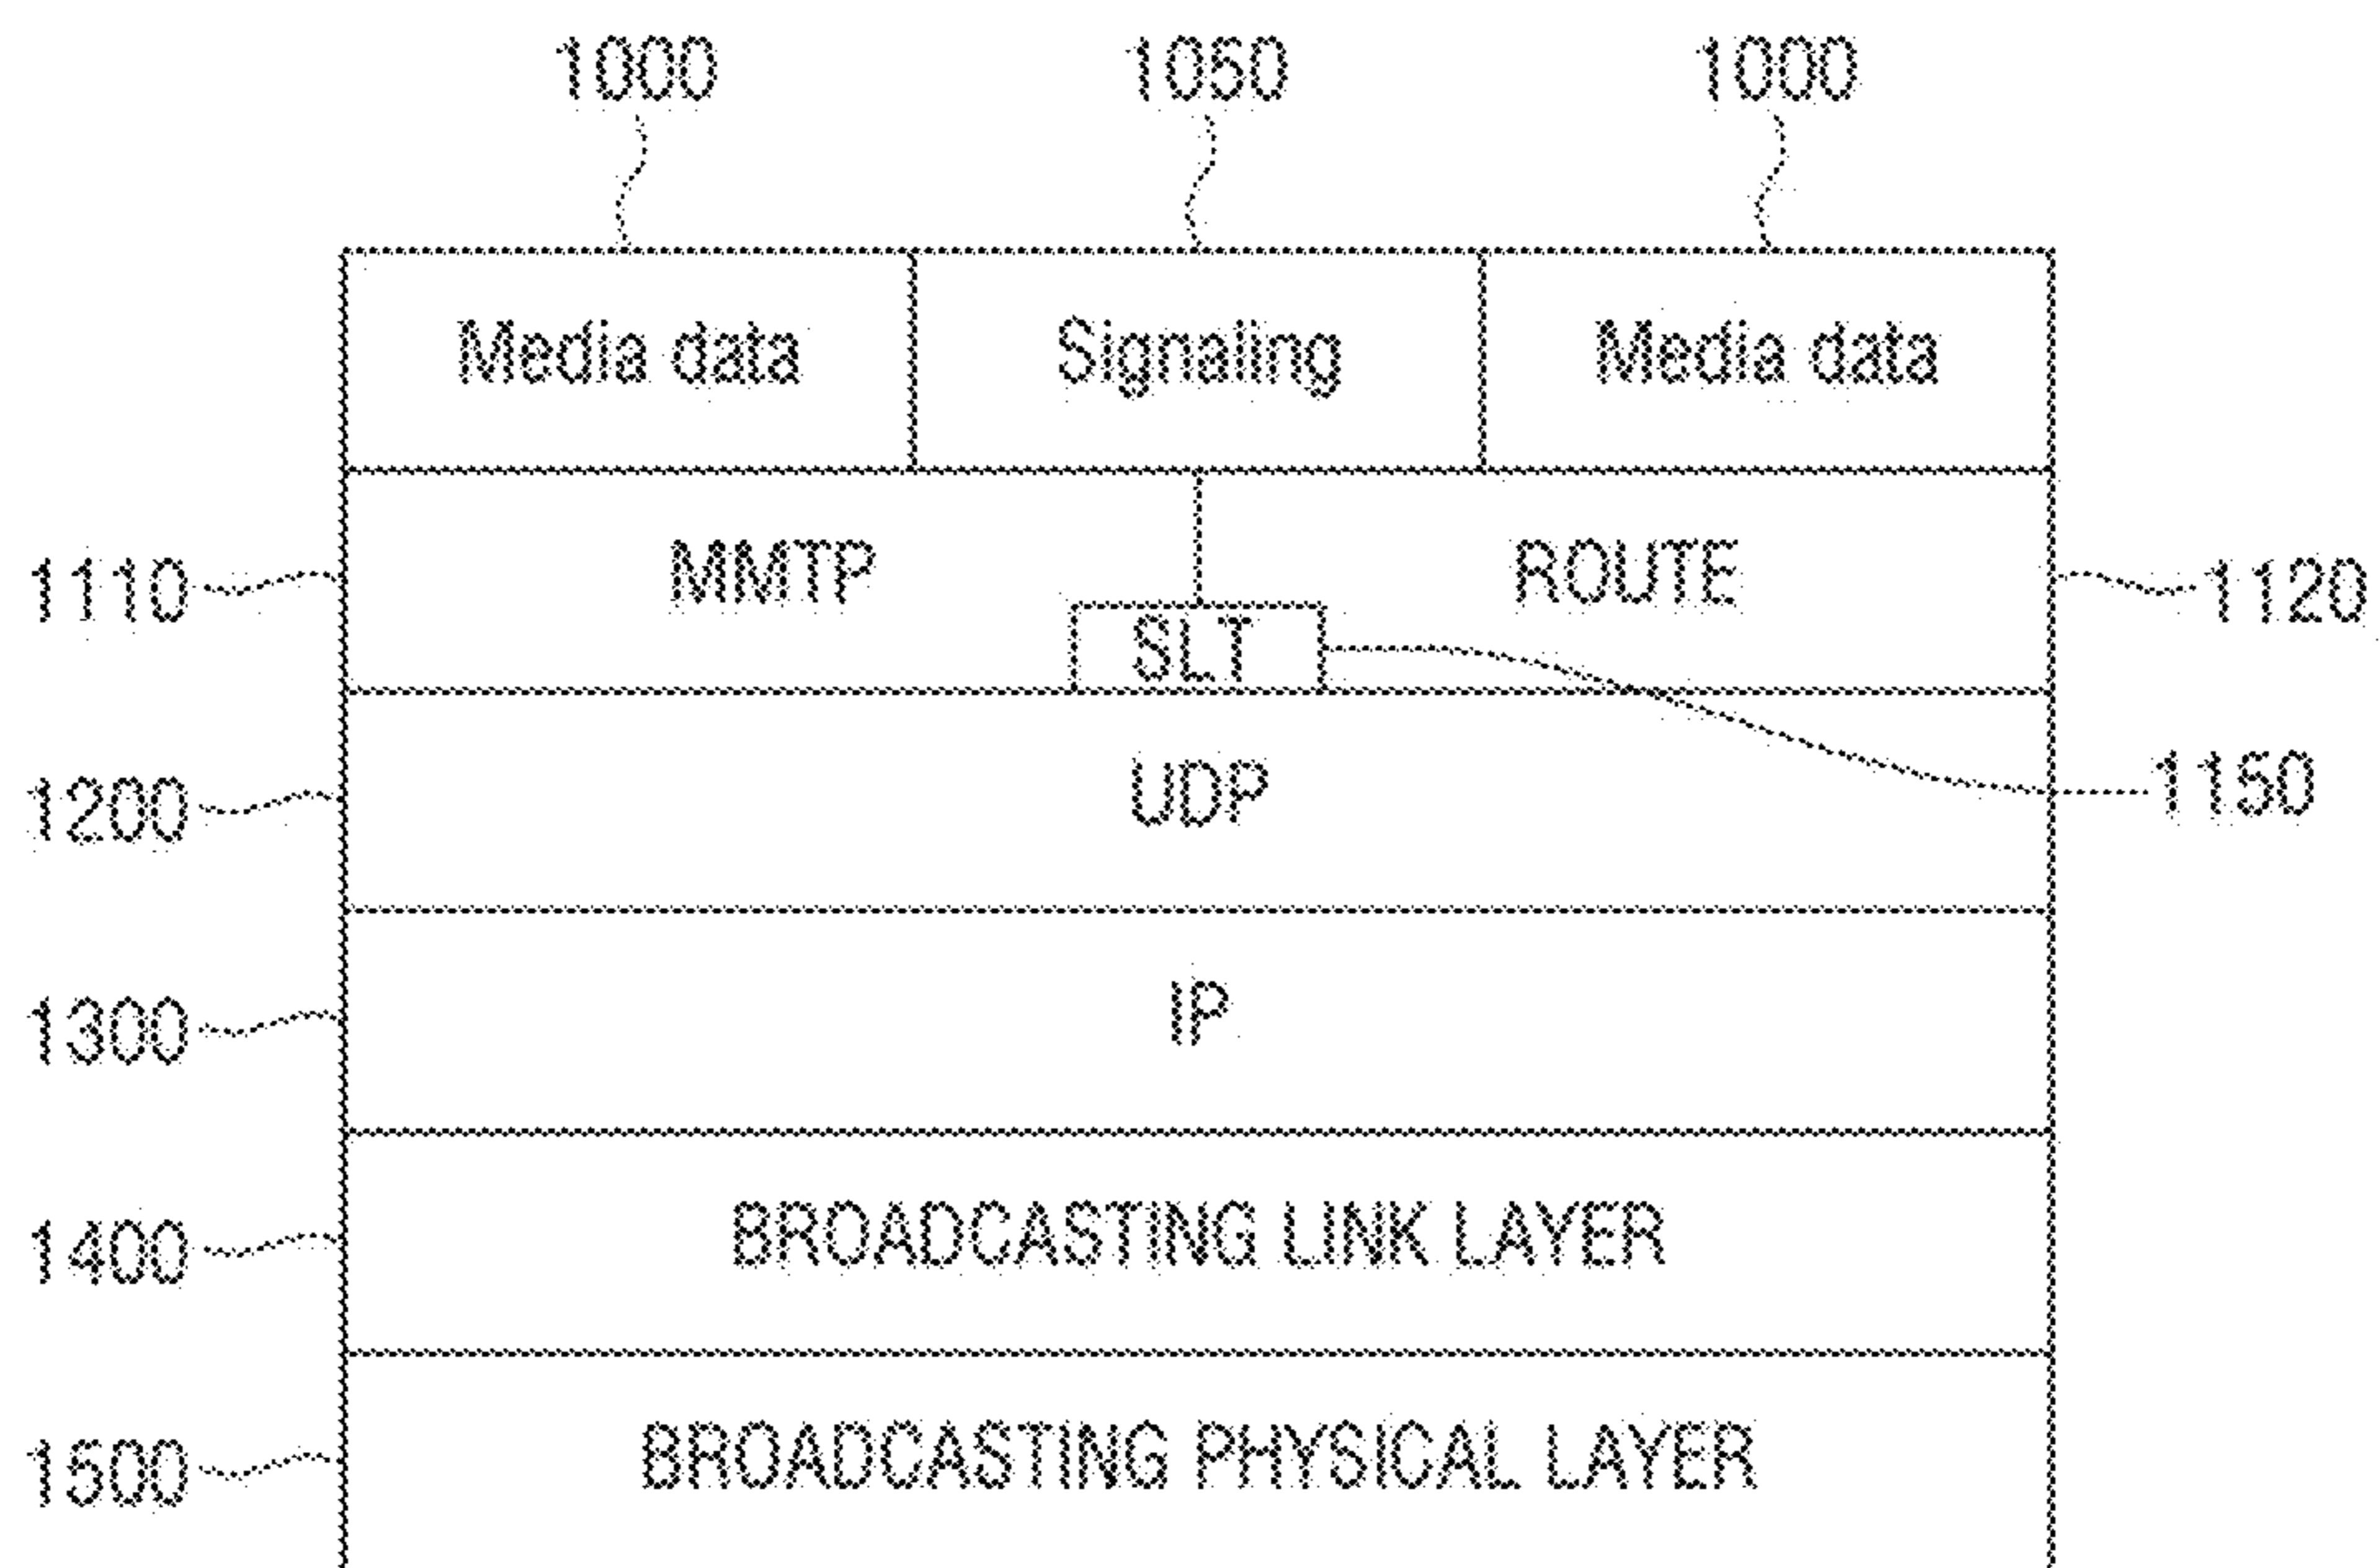 1000 1050 1000
Media data Signaling Media data
1110 MMTP ROUTE 1120
SLT
1200 UDP 1150
1300 IP
1400 BROADCASTING LINK LAYER
1500 BROADCASTING PHYSICAL LAYER